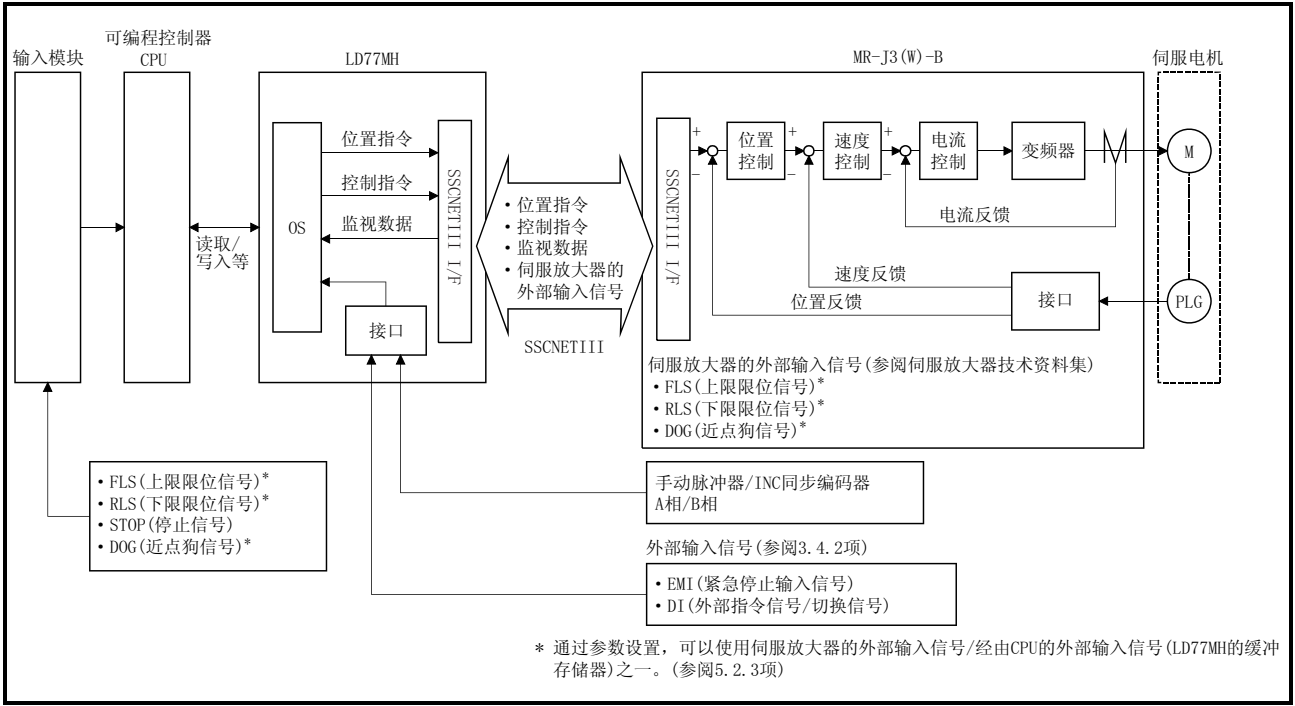 输入模块
可编程控制器
CPU
LD77MH
MR-J3(W)-B
伺服电机
OS
位置指令
控制指令
监视数据
SSCNETIII I/F
接口
读取/
写入等
•位置指令
•控制指令
•监视数据
•伺服放大器的
外部输入信号
SSCNETIII
SSCNETIII I/F
+
−
位置
控制
+
−
速度
控制
+
−
电流
控制
变频器
M
电流反馈
速度反馈
位置反馈
接口
PLG
伺服放大器的外部输入信号(参阅伺服放大器技术资料集)
•FLS(上限限位信号)*
•RLS(下限限位信号)*
•DOG(近点狗信号)*
•FLS(上限限位信号)*
•RLS(下限限位信号)*
•STOP(停止信号)
•DOG(近点狗信号)*
手动脉冲器/INC同步编码器
A相/B相
外部输入信号(参阅3.4.2项)
•EMI(紧急停止输入信号)
•DI(外部指令信号/切换信号)
* 通过参数设置，可以使用伺服放大器的外部输入信号/经由CPU的外部输入信号(LD77MH的缓冲
存储器)之一。(参阅5.2.3项)